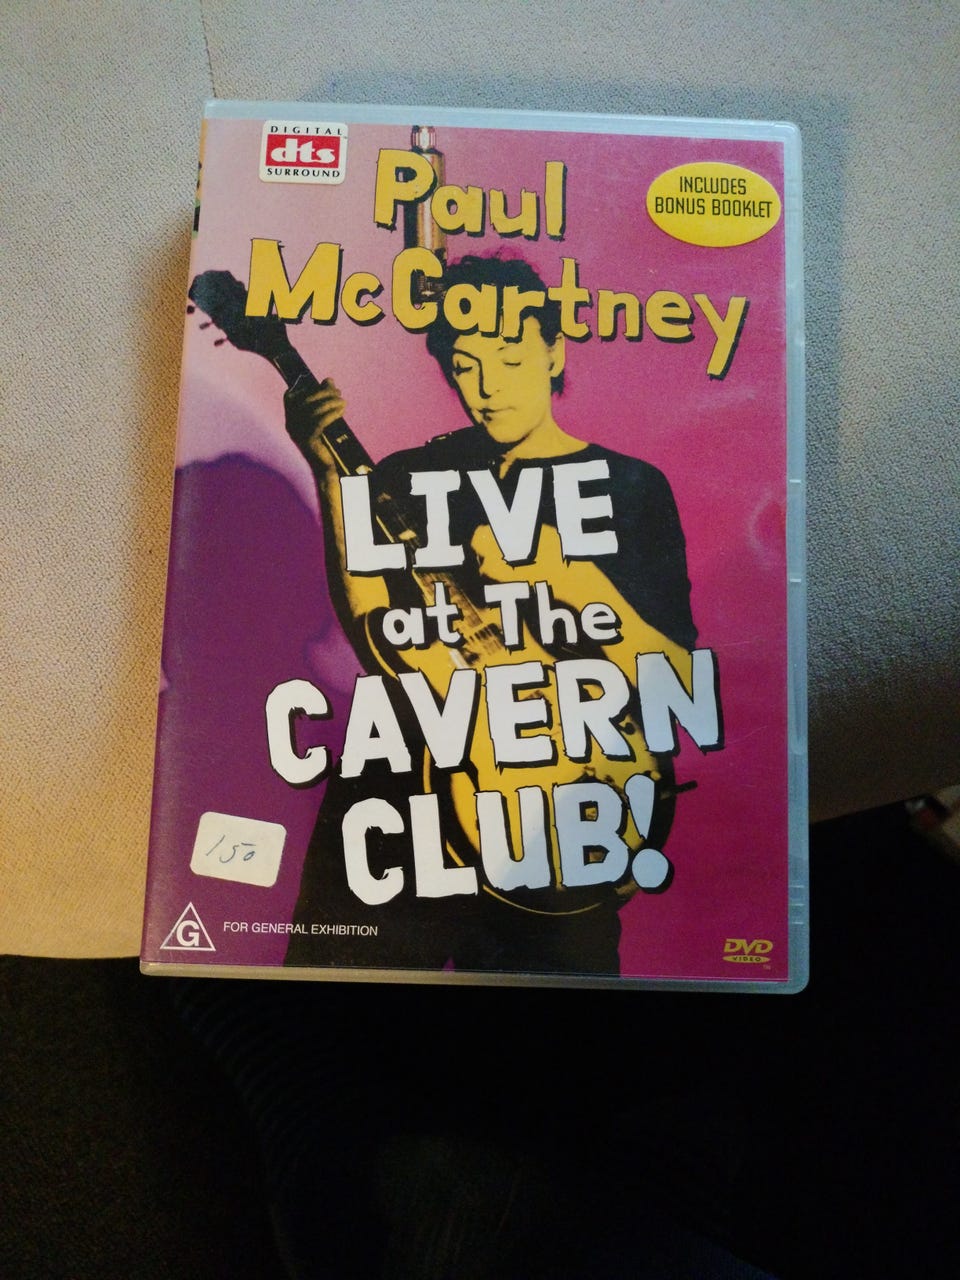 DIGITAL
dts
SURROUND
Paul
McCartney
INCLUDES
BONUS BOOKLET
LIVE
at The
CAVERN
CLUB!
150
G
FOR GENERAL EXHIBITION
DVD
VIDEO
TM